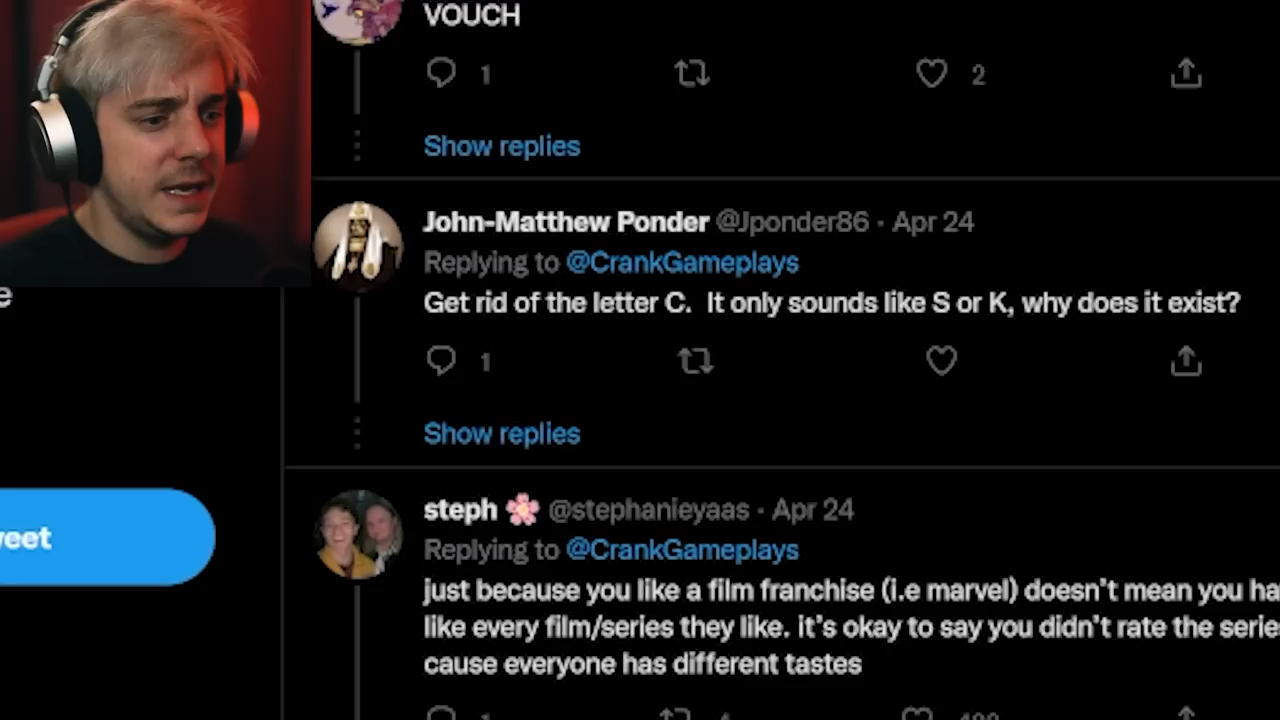 VOUCH
1
2
Show replies
John-Matthew Ponder @Jponder86 · Apr 24
Replying to @CrankGameplays
e
Get rid of the letter C.  It only sounds like S or K, why does it exist?
1
Show replies
steph 🌸 @stephanieyaas · Apr 24
weet
Replying to @CrankGameplays
just because you like a film franchise (i.e marvel) doesn't mean you ha
like every film/series they like. it's okay to say you didn't rate the serie
cause everyone has different tastes